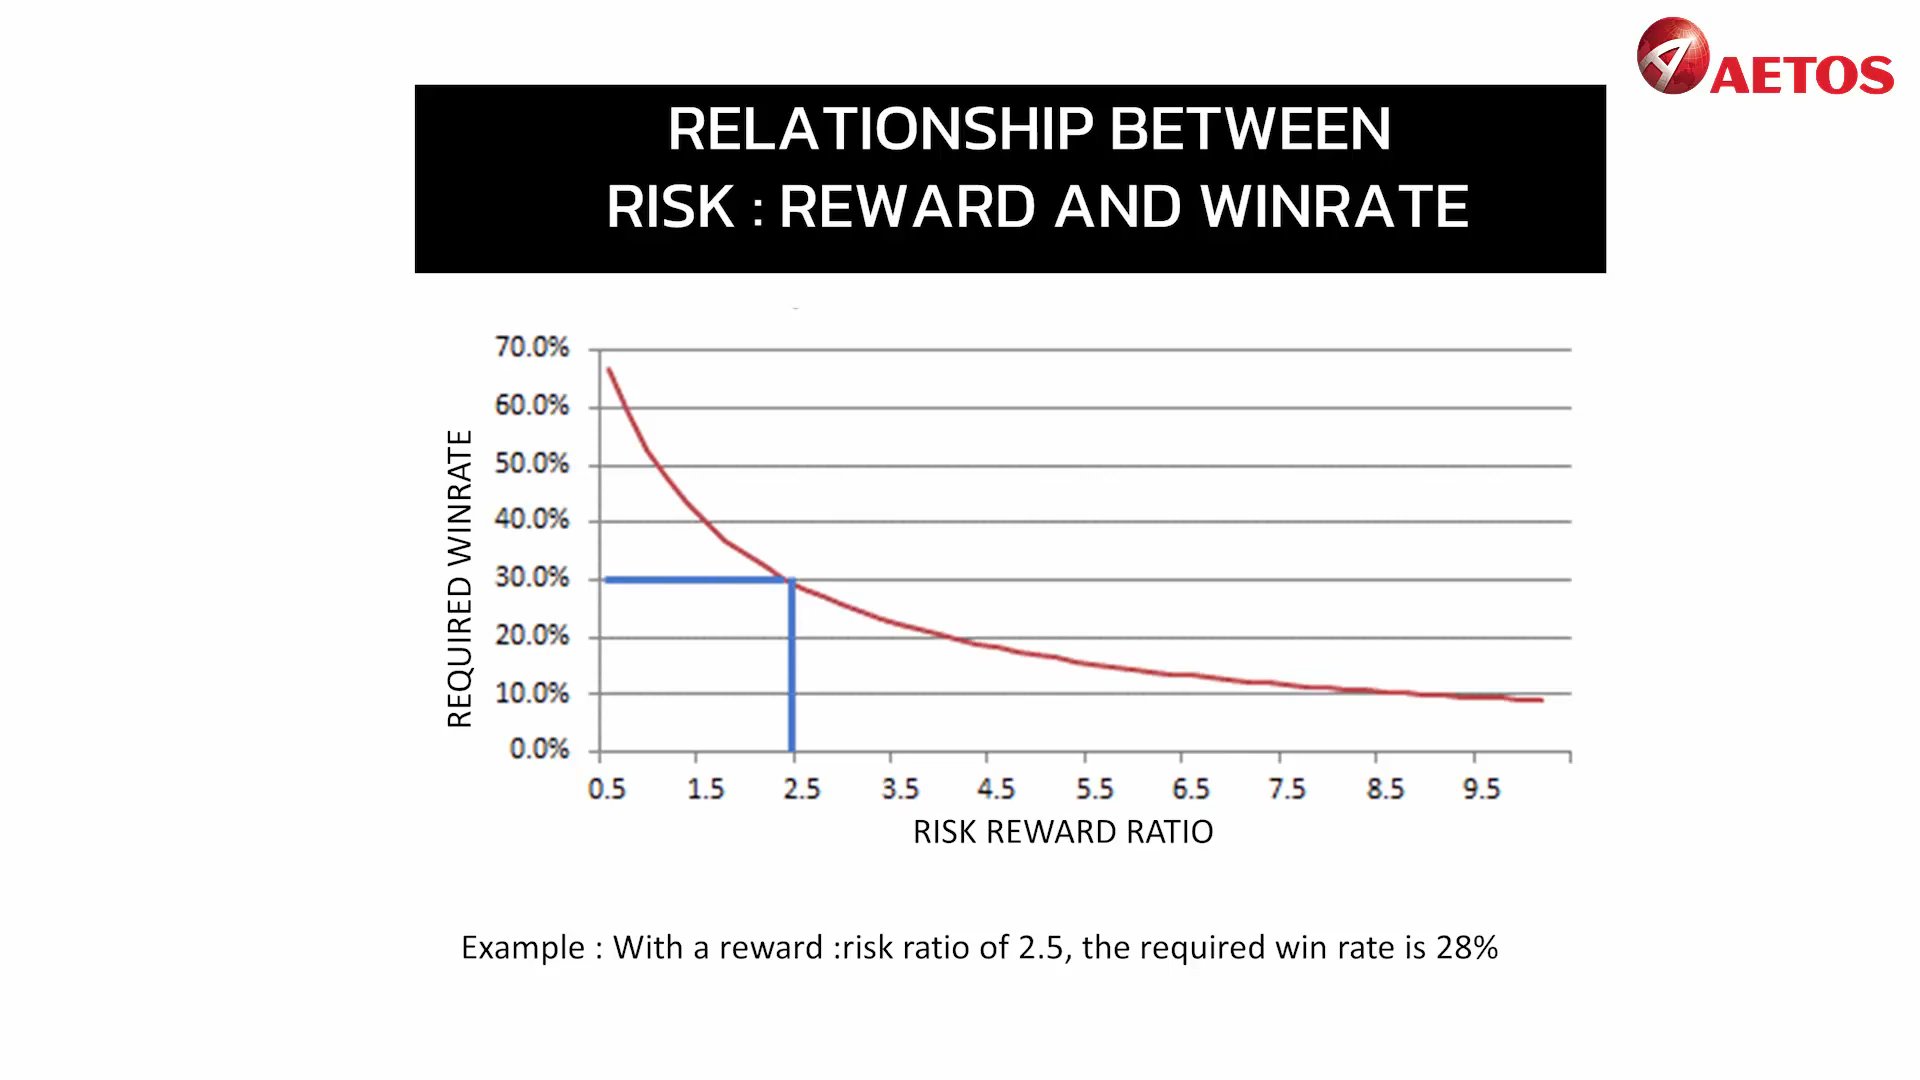 AETOS
RELATIONSHIP BETWEEN
RISK : REWARD AND WINRATE
REQUIRED WINRATE
70.0%
60.0%
50.0%
40.0%
30.0%
20.0%
10.0%
0.0%
0.5 1.5 2.5 3.5 4.5 5.5 6.5 7.5 8.5 9.5
RISK REWARD RATIO
Example : With a reward :risk ratio of 2.5, the required win rate is 28%